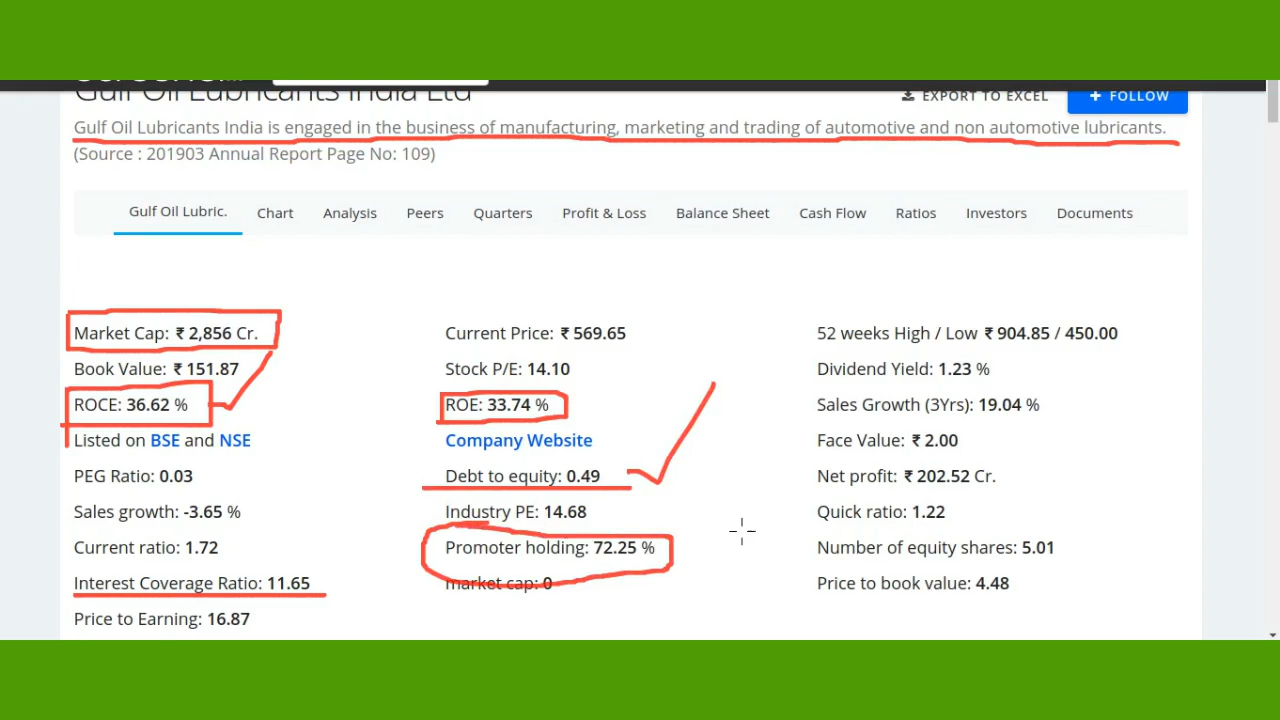 Gulf Oil Lubricants India Ltd
EXPORT TO EXCEL
+ FOLLOW
Gulf Oil Lubricants India is engaged in the business of manufacturing, marketing and trading of automotive and non automotive lubricants.
(Source : 201903 Annual Report Page No: 109)
Gulf Oil Lubric. Chart Analysis Peers Quarters Profit & Loss Balance Sheet Cash Flow Ratios Investors Documents
Market Cap: ₹ 2,856 Cr. Current Price: ₹ 569.65 52 weeks High / Low ₹ 904.85 / 450.00
Book Value: ₹ 151.87 Stock P/E: 14.10 Dividend Yield: 1.23 %
ROCE: 36.62 % ROE: 33.74 % Sales Growth (3Yrs): 19.04 %
Listed on BSE and NSE Company Website Face Value: ₹ 2.00
PEG Ratio: 0.03 Debt to equity: 0.49 Net profit: ₹ 202.52 Cr.
Sales growth: -3.65 % Industry PE: 14.68 Quick ratio: 1.22
Current ratio: 1.72 Promoter holding: 72.25 % Number of equity shares: 5.01
Interest Coverage Ratio: 11.65 market cap: 0 Price to book value: 4.48
Price to Earning: 16.87